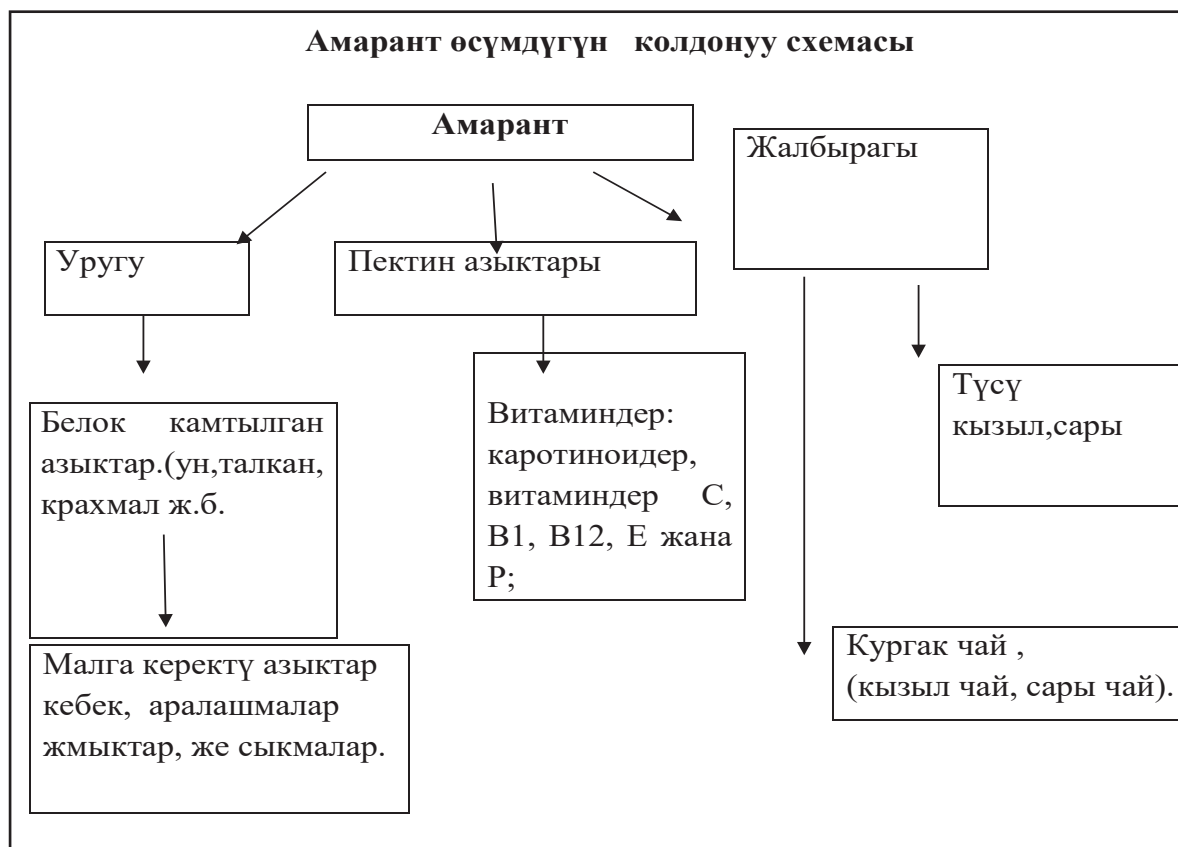 Амарант өсүмдүгүн колдонуу схемасы
Амарант
Жалбырагы
Уругу
Пектин азыктары
Белок камтылган
азыктар.(ун,талкан,
крахмал ж.б.
Витаминдер:
каротиноидер,
витаминдер С,
В1, В12, Е жана
Р;
Түсү
кызыл,сары
Малга керектү азыктар
кебек, аралашмалар
жмыктар, же сыкмалар.
Кургак чай ,
(кызыл чай, сары чай).